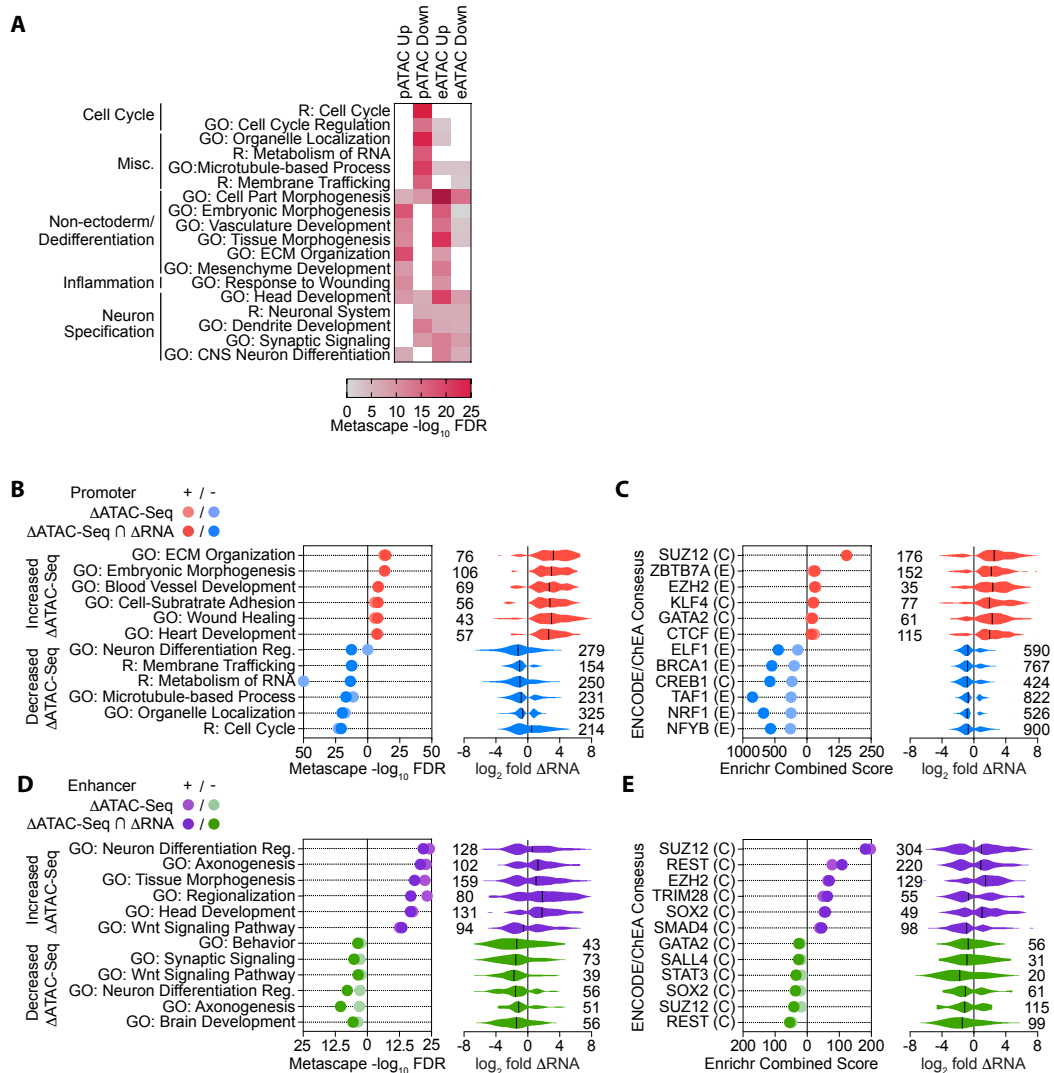 A
pATAC Up
pATAC Down
eATAC Up
eATAC Down
Cell Cycle
R: Cell Cycle
GO: Cell Cycle Regulation
Misc.
GO: Organelle Localization
R: Metabolism of RNA
GO:Microtubule-based Process
R: Membrane Trafficking
Non-ectoderm/
Dedifferentiation
GO: Cell Part Morphogenesis
GO: Embryonic Morphogenesis
GO: Vasculature Development
GO: Tissue Morphogenesis
GO: ECM Organization
GO: Mesenchyme Development
Inflammation
GO: Response to Wounding
Neuron
Specification
GO: Head Development
R: Neuronal System
GO: Dendrite Development
GO: Synaptic Signaling
GO: CNS Neuron Differentiation
0 5 10 15 20 25
Metascape -log10 FDR
B
Promoter + / -
ΔATAC-Seq /
ΔATAC-Seq ∩ ΔRNA /
Increased
ΔATAC-Seq
GO: ECM Organization 76
GO: Embryonic Morphogenesis 106
GO: Blood Vessel Development 69
GO: Cell-Subratrate Adhesion 56
GO: Wound Healing 43
GO: Heart Development 57
Decreased
ΔATAC-Seq
GO: Neuron Differentiation Reg. 279
R: Membrane Trafficking 154
R: Metabolism of RNA 250
GO: Microtubule-based Process 231
GO: Organelle Localization 325
R: Cell Cycle 214
50 25 0 25 50
Metascape -log10 FDR
-8 -4 0 4 8
log2 fold ΔRNA
C
ENCODE/ChEA Consesus
SUZ12 (C) 176
ZBTB7A (E) 152
EZH2 (E) 35
KLF4 (C) 77
GATA2 (C) 61
CTCF (E) 115
ELF1 (E) 590
BRCA1 (E) 767
CREB1 (C) 424
TAF1 (E) 822
NRF1 (E) 526
NFYB (E) 900
1000 500 0 125 250
Enrichr Combined Score
-8 -4 0 4 8
log2 fold ΔRNA
D
Enhancer + / -
ΔATAC-Seq /
ΔATAC-Seq ∩ ΔRNA /
Increased
ΔATAC-Seq
GO: Neuron Differentiation Reg. 128
GO: Axonogenesis 102
GO: Tissue Morphogenesis 159
GO: Regionalization 80
GO: Head Development 131
GO: Wnt Signaling Pathway 94
Decreased
ΔATAC-Seq
GO: Behavior 43
GO: Synaptic Signaling 73
GO: Wnt Signaling Pathway 39
GO: Neuron Differentiation Reg. 56
GO: Axonogenesis 51
GO: Brain Development 56
25 12.5 0 12.5 25
Metascape -log10 FDR
-8 -4 0 4 8
log2 fold ΔRNA
E
ENCODE/ChEA Consesus
SUZ12 (C) 304
REST (C) 220
EZH2 (C) 129
TRIM28 (C) 55
SOX2 (C) 49
SMAD4 (C) 98
GATA2 (C) 56
SALL4 (C) 31
STAT3 (C) 20
SOX2 (C) 61
SUZ12 (C) 115
REST (C) 99
200 100 0 100 200
Enrichr Combined Score
-8 -4 0 4 8
log2 fold ΔRNA